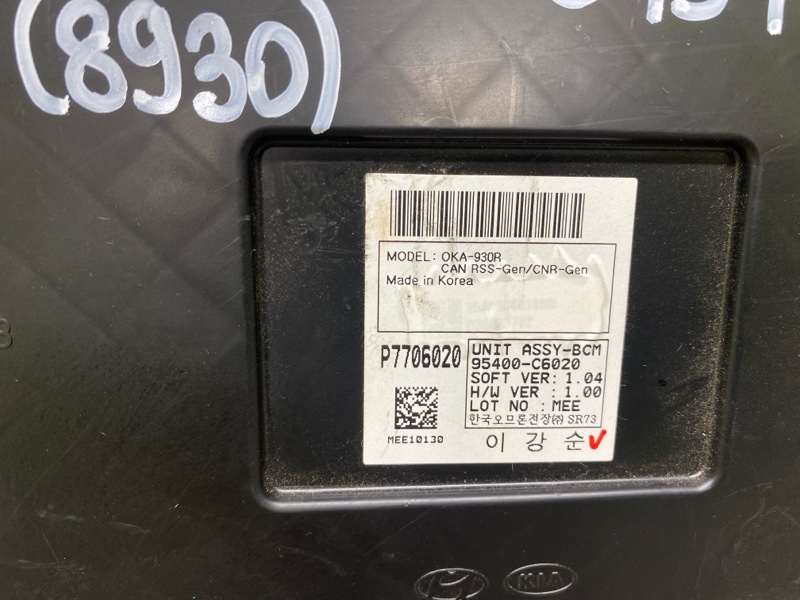 (8930)
MODEL: OKA-930R
CAN RSS-Gen/CNR-Gen
Made in Korea
P7706020
UNIT ASSY-BCM
95400-C6020
SOFT VER: 1.04
H/W VER : 1.00
LOT NO : MEE
한국오므론전장㈜ SR73
MEE10130
이 강 순
KIA